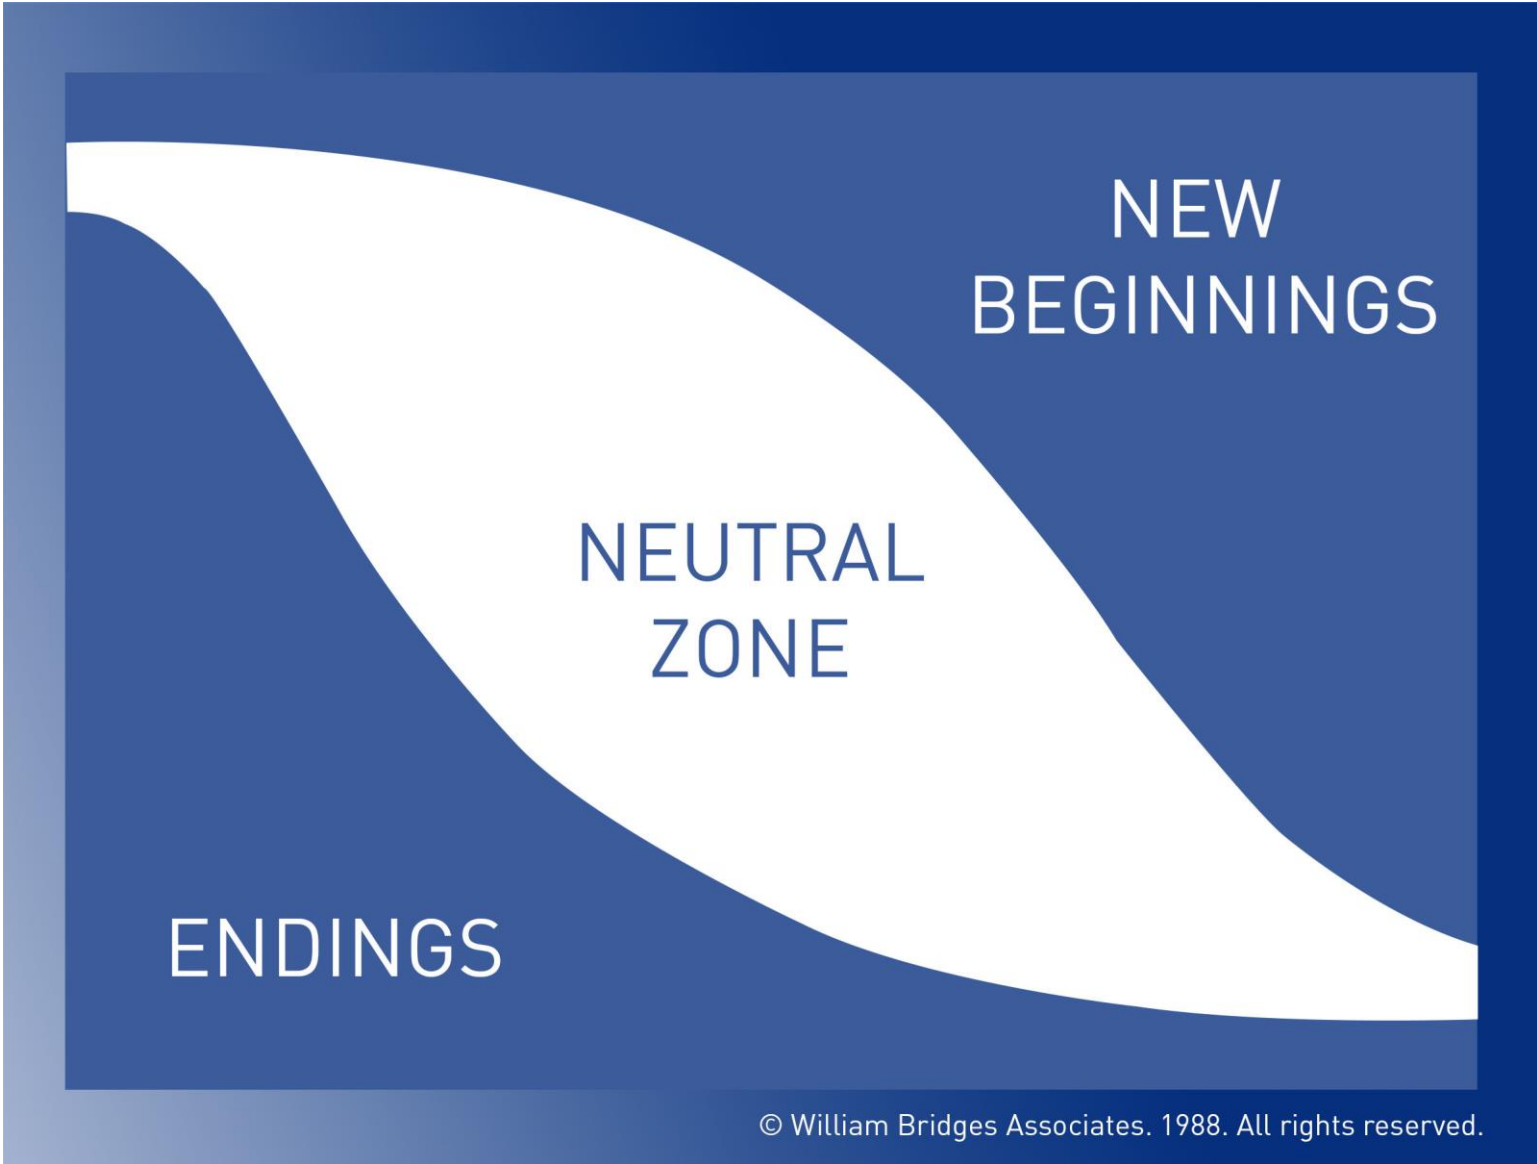 NEW
BEGINNINGS
NEUTRAL
ZONE
ENDINGS
© William Bridges Associates. 1988. All rights reserved.